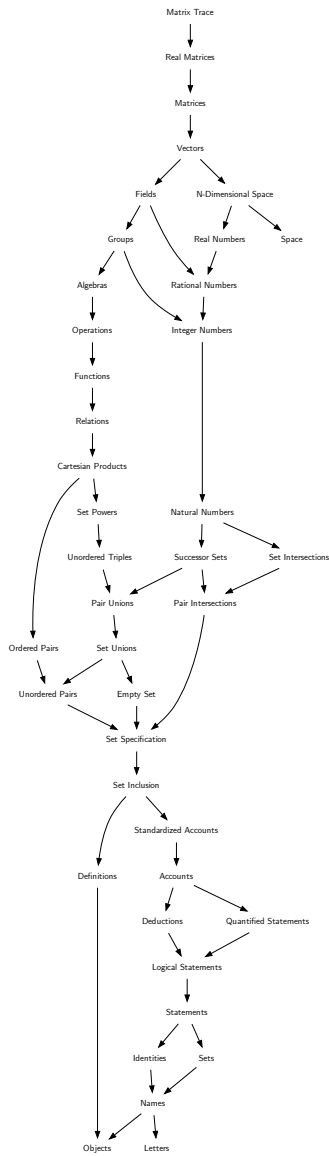 Matrix Trace
Real Matrices
Matrices
Vectors
Fields
N-Dimensional Space
Groups
Real Numbers
Space
Algebras
Rational Numbers
Operations
Integer Numbers
Functions
Relations
Cartesian Products
Set Powers
Natural Numbers
Unordered Triples
Successor Sets
Set Intersections
Pair Unions
Pair Intersections
Ordered Pairs
Set Unions
Unordered Pairs
Empty Set
Set Specification
Set Inclusion
Standardized Accounts
Definitions
Accounts
Deductions
Quantified Statements
Logical Statements
Statements
Identities
Sets
Names
Objects
Letters